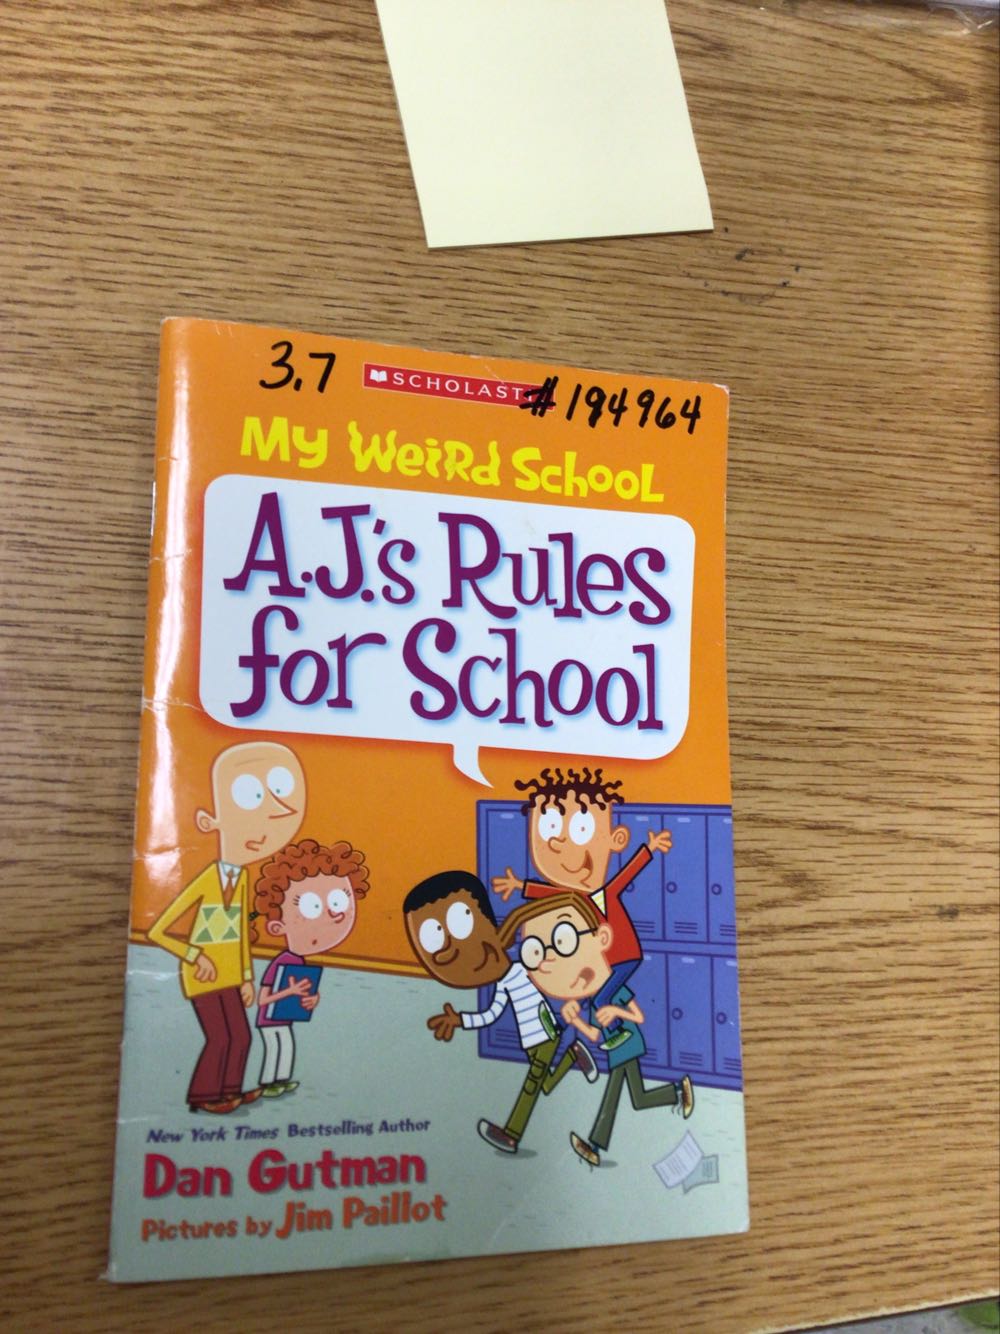 3.7 SCHOLASTI # 194964
My Weird School
A.J.'s Rules
for School
New York Times Bestselling Author
Dan Gutman
Pictures by Jim Paillot